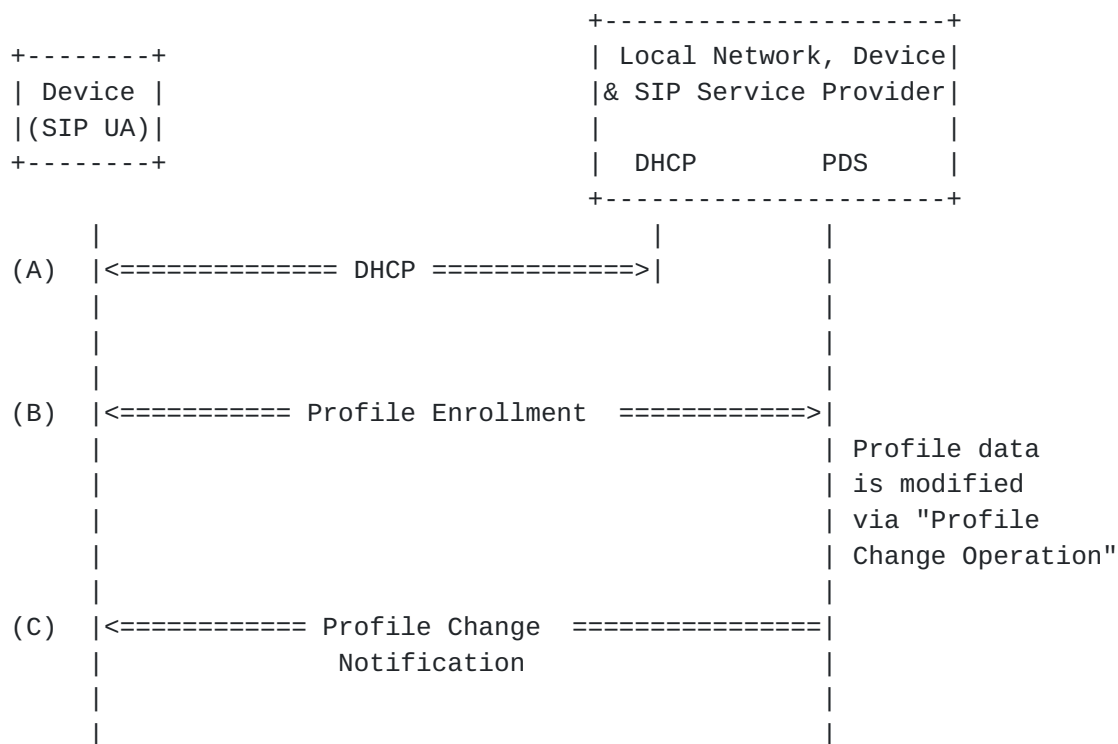 +----------------------+
+--------+                           | Local Network, Device|
| Device |                           |& SIP Service Provider|
|(SIP UA)|                           |                      |
+--------+                           |  DHCP        PDS     |
+----------------------+
|                                   |          |
(A)  |<============== DHCP =============>|          |
|                                              |
|                                              |
|                                              |
(B)  |<=========== Profile Enrollment  ============>|
|                                              | Profile data
|                                              | is modified
|                                              | via "Profile
|                                              | Change Operation"
|                                              |
(C)  |<============ Profile Change  ================|
|               Notification                   |
|                                              |
|                                              |